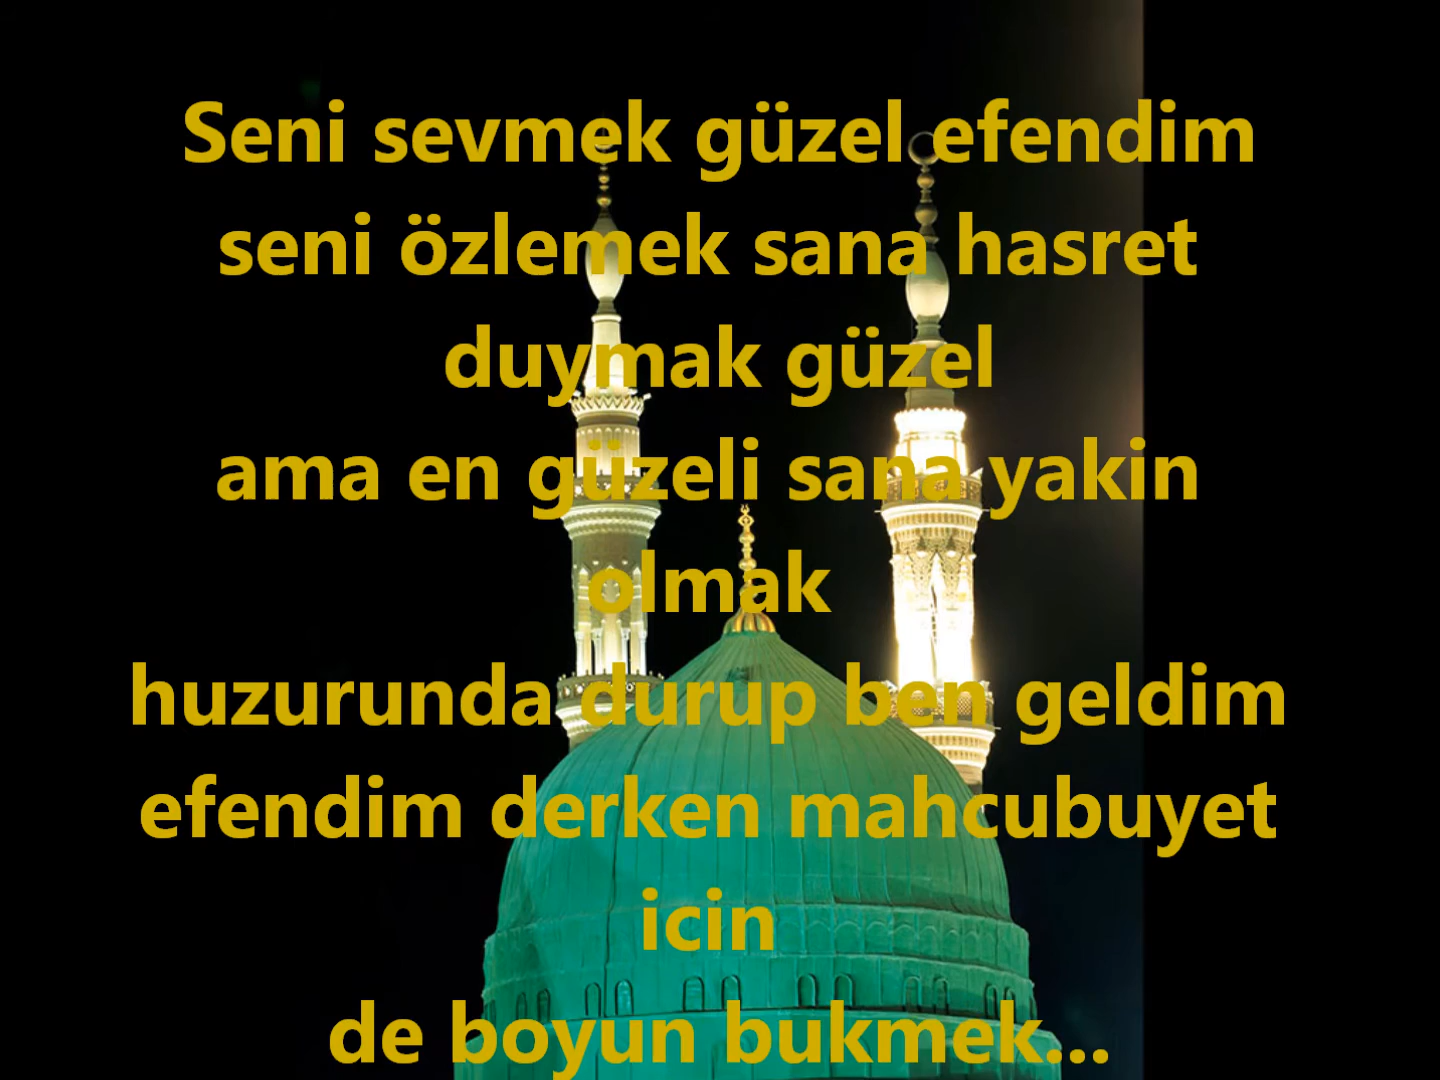 Seni sevmek güzel efendim
seni özlemek sana hasret
duymak güzel
ama en güzeli sana yakin
olmak
huzurunda durup ben geldim
efendim derken mahcubuyet
icin
de boyun bukmek...